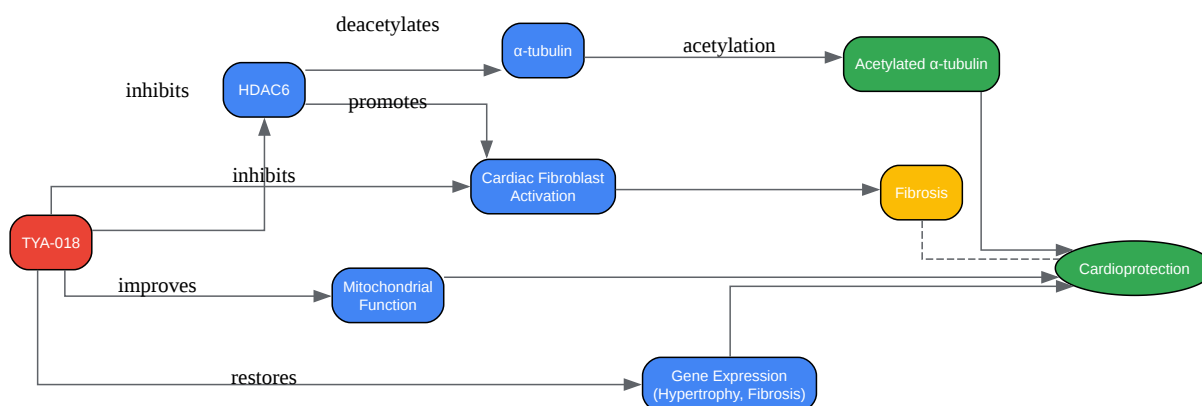 deacetylates
α-tubulin
acetylation
Acetylated α-tubulin
inhibits
HDAC6
promotes
inhibits
Cardiac Fibroblast
Activation
Fibrosis
TYA-018
Cardioprotection
improves
Mitochondrial
Function
restores
Gene Expression
(Hypertrophy, Fibrosis)